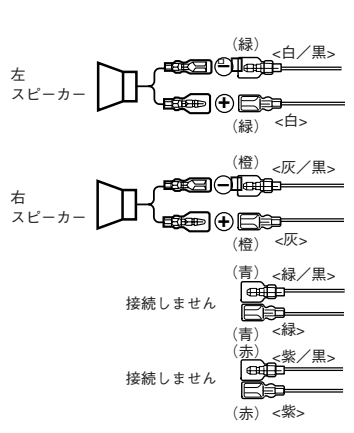 （緑）
<白／黒>
左
スピーカー
⊖
⊕
（緑）
<白>
（橙）
<灰／黒>
右
スピーカー
⊖
⊕
（橙）
<灰>
（青）
<緑／黒>
接続しません
（青）
<緑>
（赤）
<紫／黒>
接続しません
（赤）
<紫>